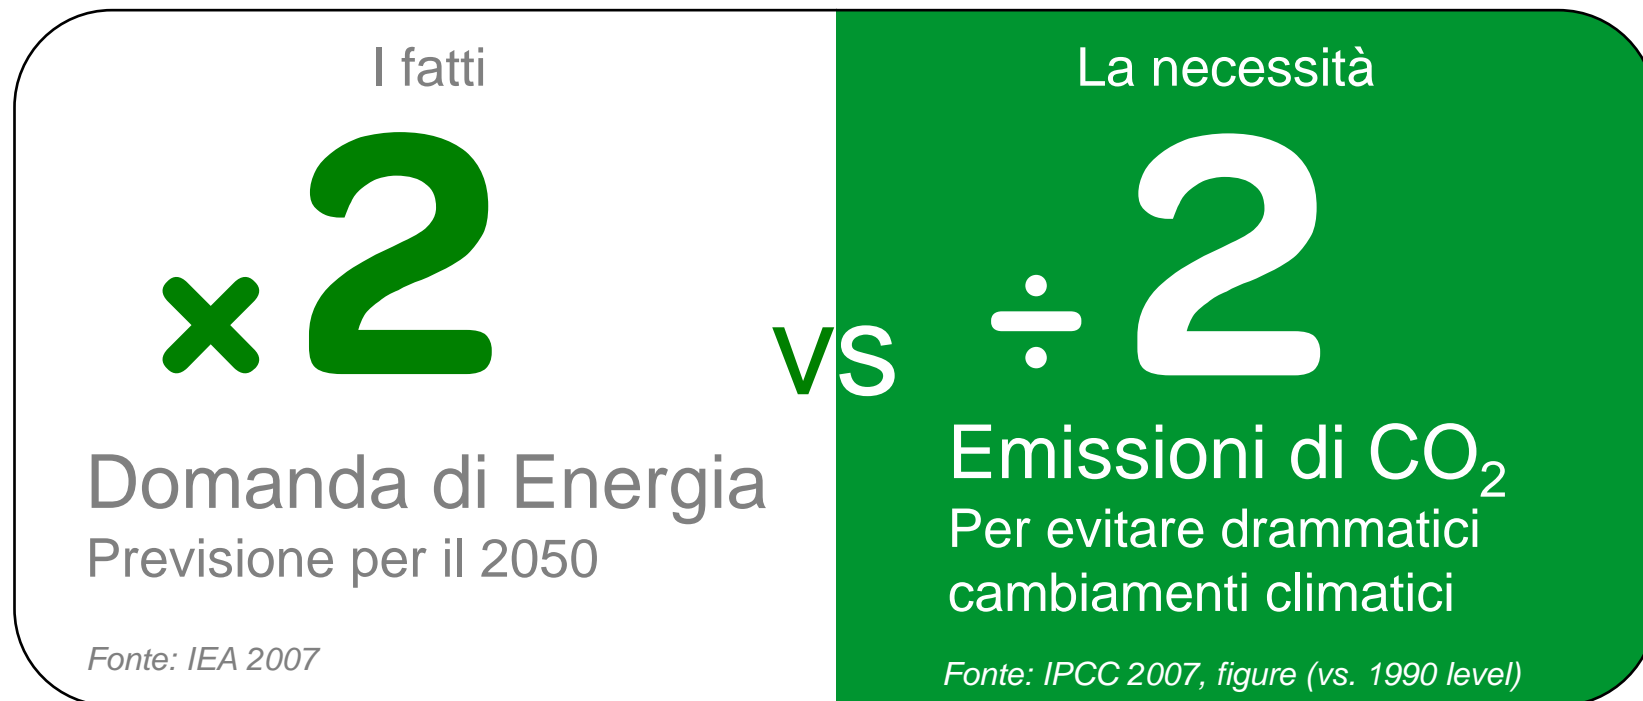 I fatti
×2
Domanda di Energia
Previsione per il 2050
Fonte: IEA 2007
vs
La necessità
÷2
Emissioni di CO₂
Per evitare drammatici
cambiamenti climatici
Fonte: IPCC 2007, figure (vs. 1990 level)